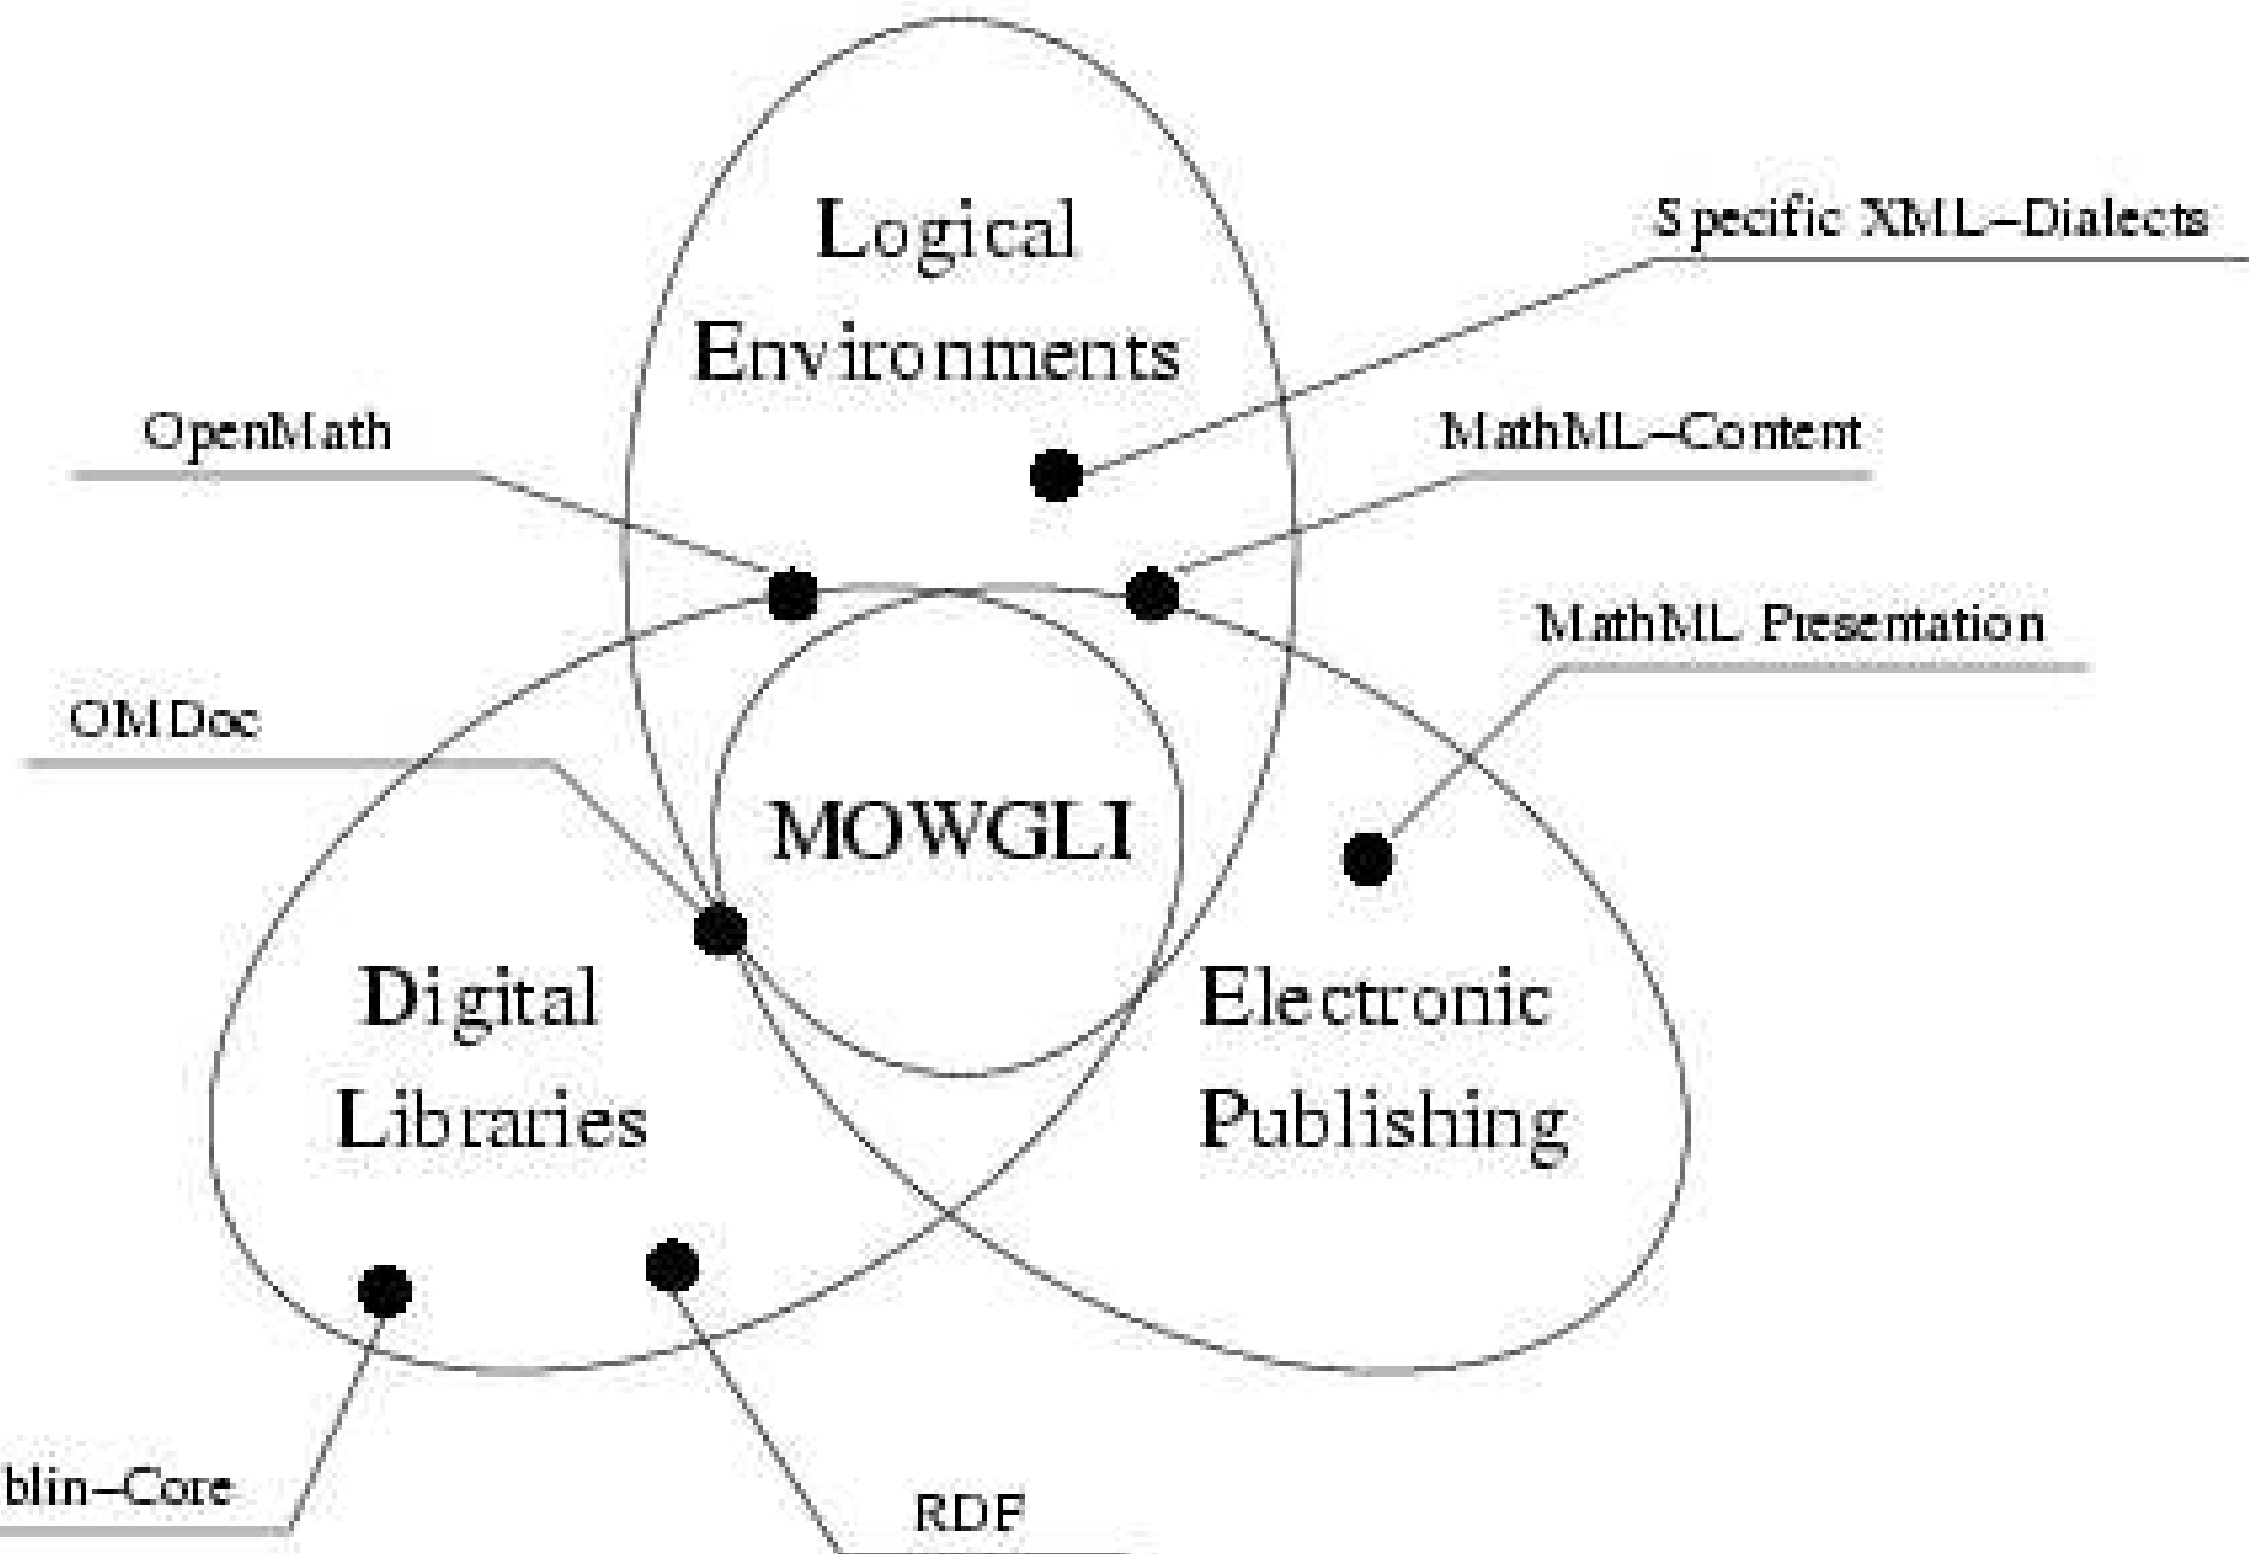 Logical
Environments
Specific XML–Dialects
OpenMath
MathML–Content
MathML Presentation
OMDoc
MOWGLI
Digital
Libraries
Electronic
Publishing
blin–Core
RDF